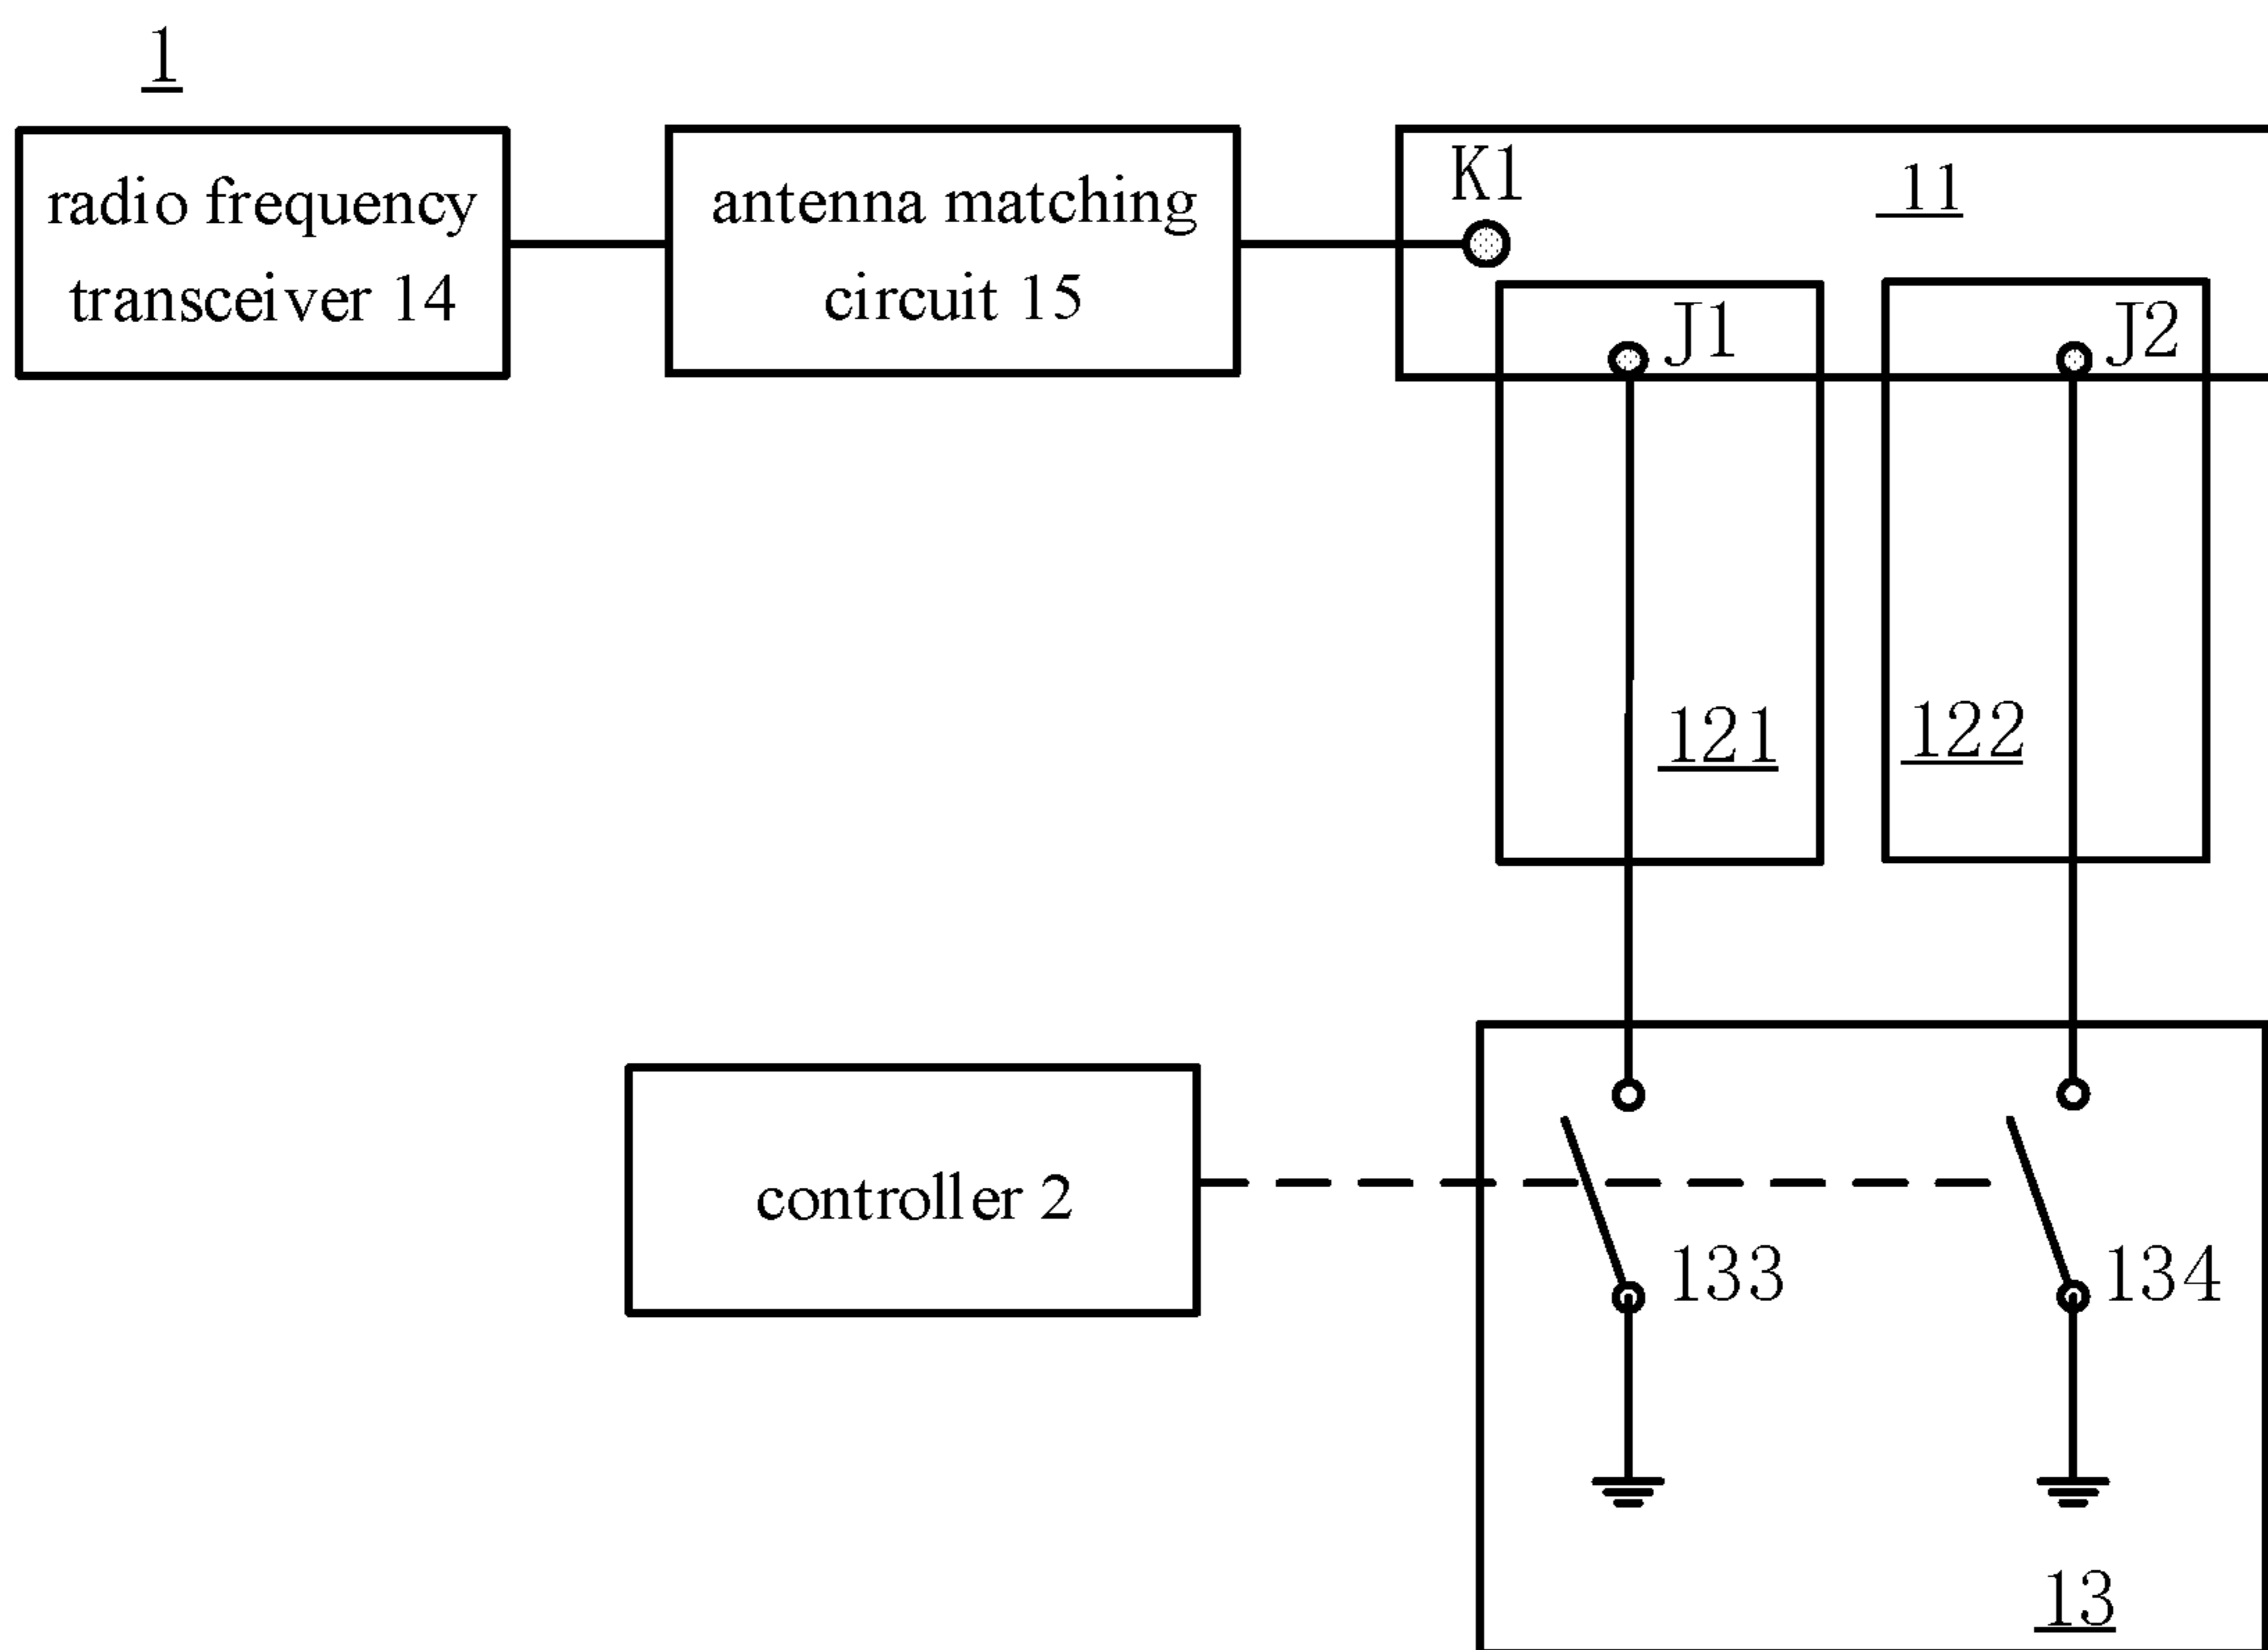 1
radio frequency
transceiver 14
antenna matching
circuit 15
K1
11
J1
J2
121
122
controller 2
133
134
13